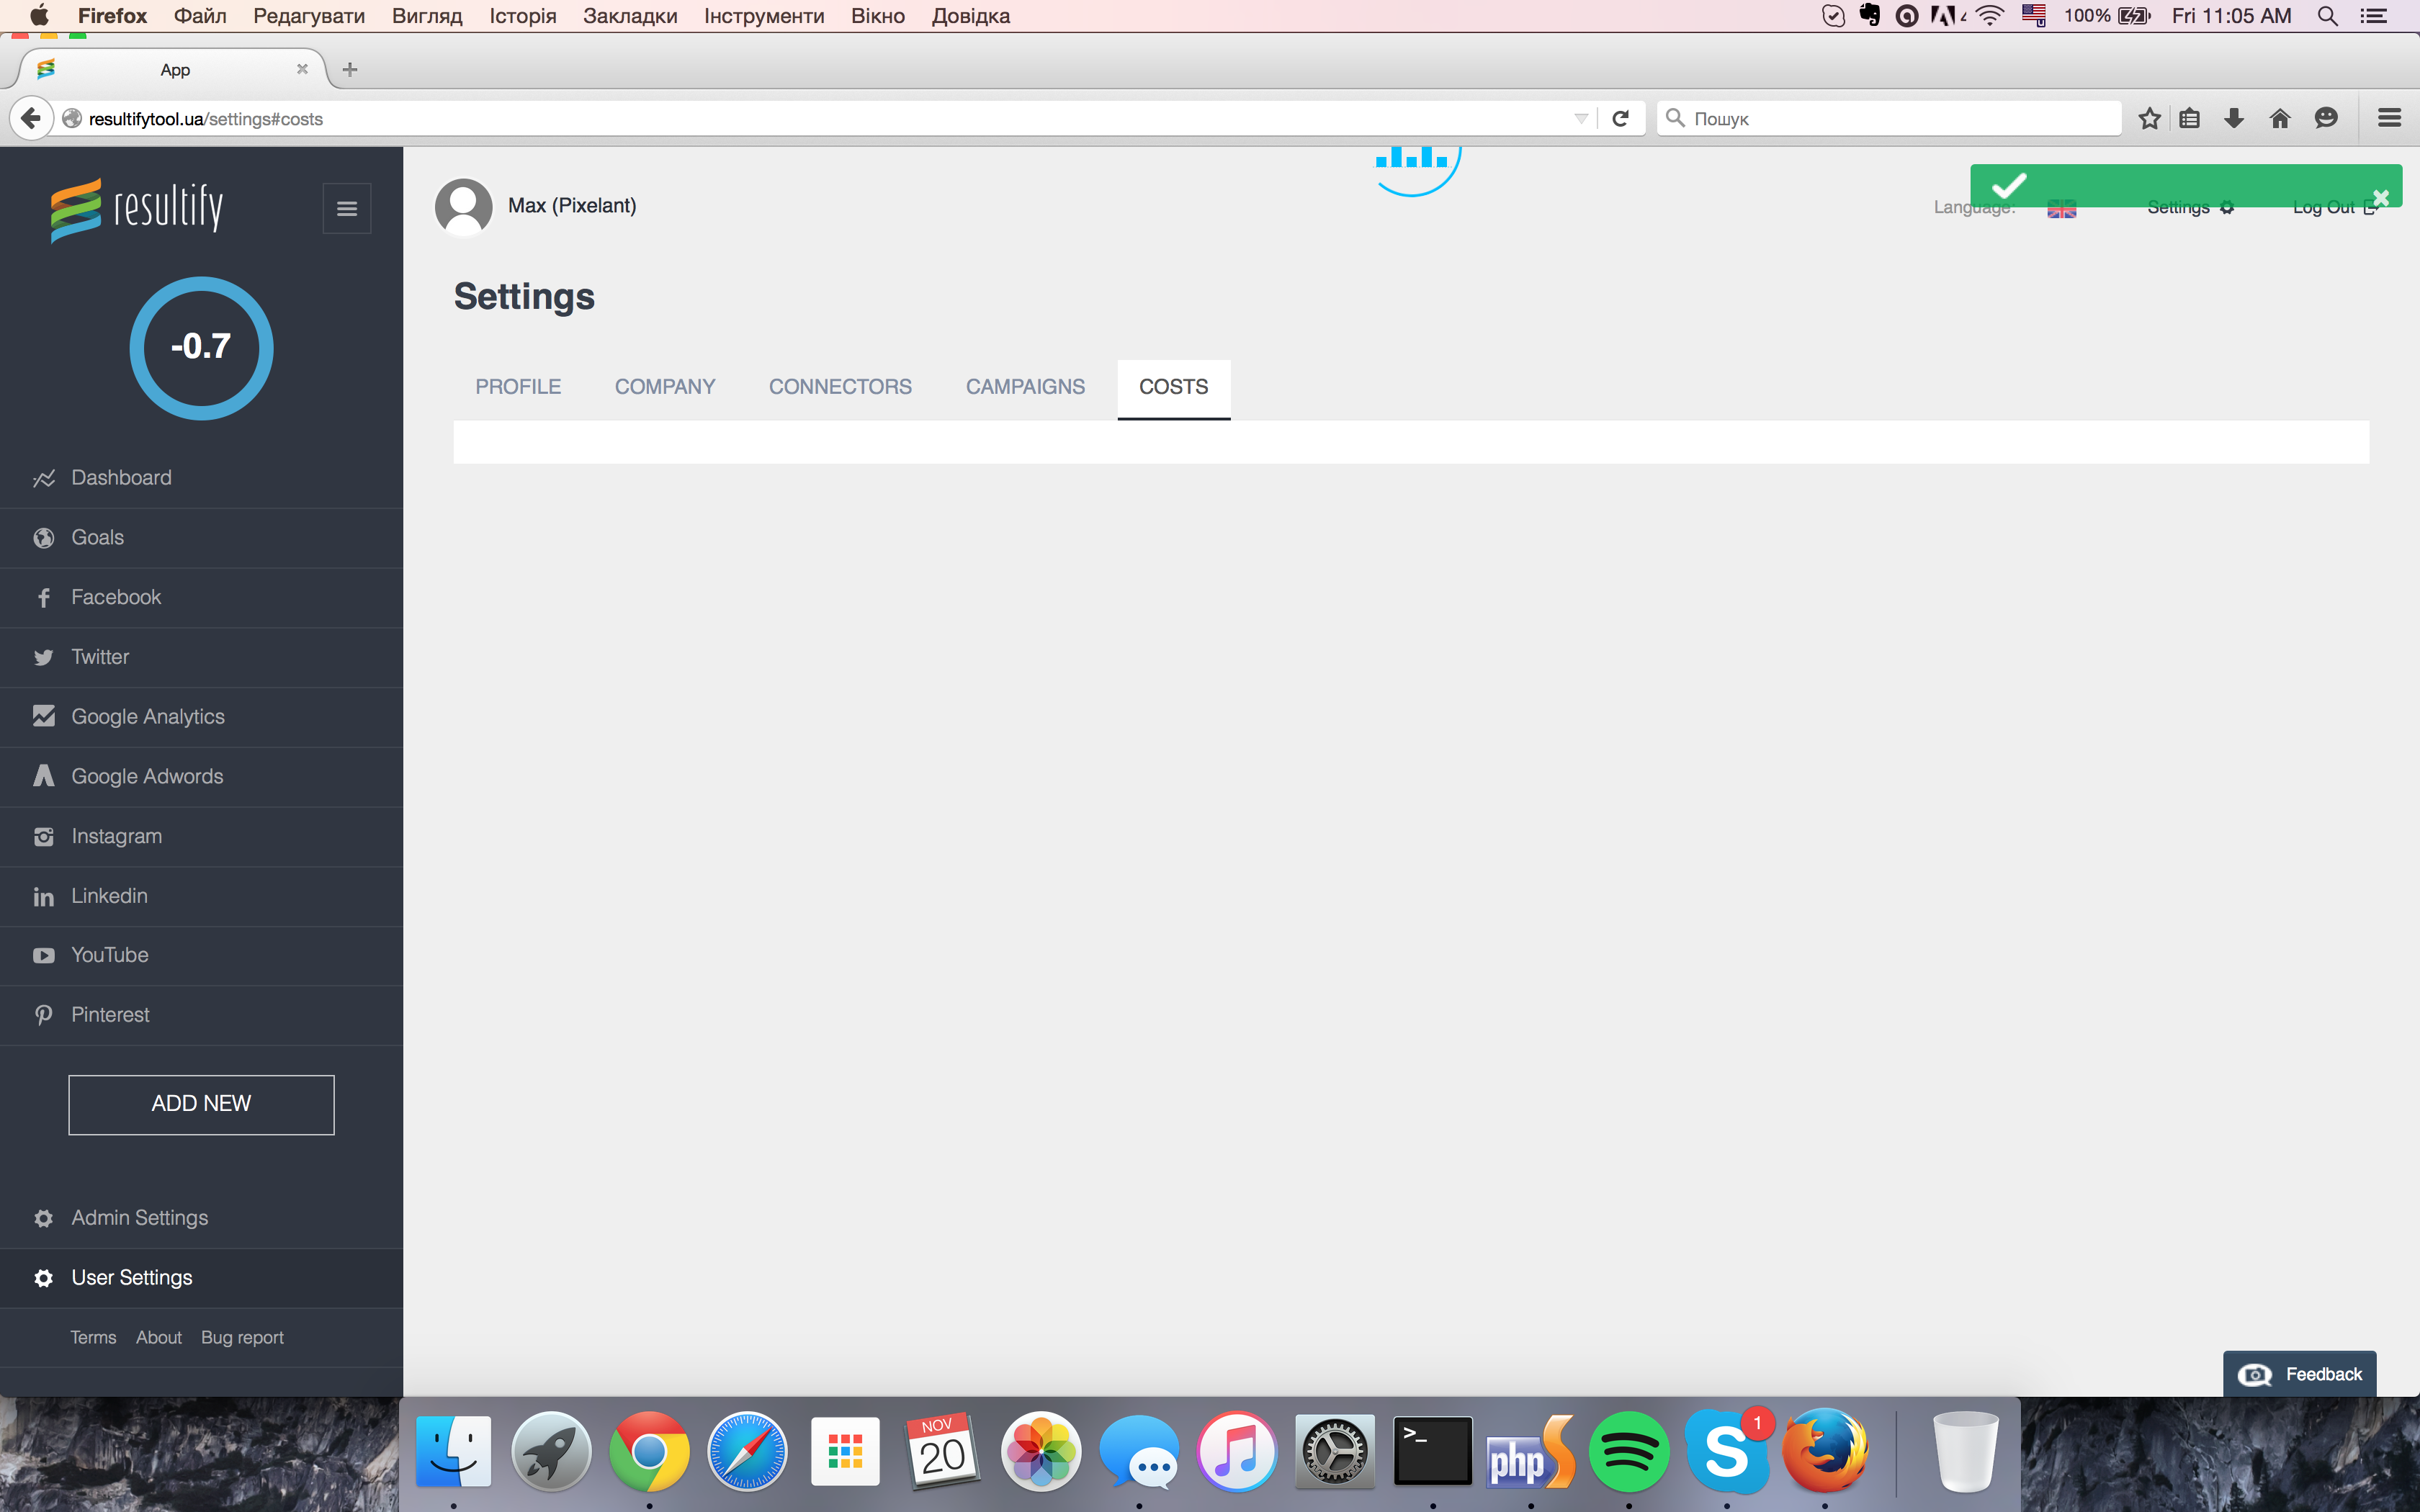 Firefox Файл Редагувати Вигляд Історія Закладки Інструменти Вікно Довідка 100% Fri 11:05 AM
App
resultifytool.ua/settings#costs Пошук
resultify
Max (Pixelant)
Language: Settings Log Out
Settings
-0.7
PROFILE COMPANY CONNECTORS CAMPAIGNS COSTS
Dashboard
Goals
Facebook
Twitter
Google Analytics
Google Adwords
Instagram
Linkedin
YouTube
Pinterest
ADD NEW
Admin Settings
User Settings
Terms About Bug report
Feedback
NOV
20
>_
php S
S
1